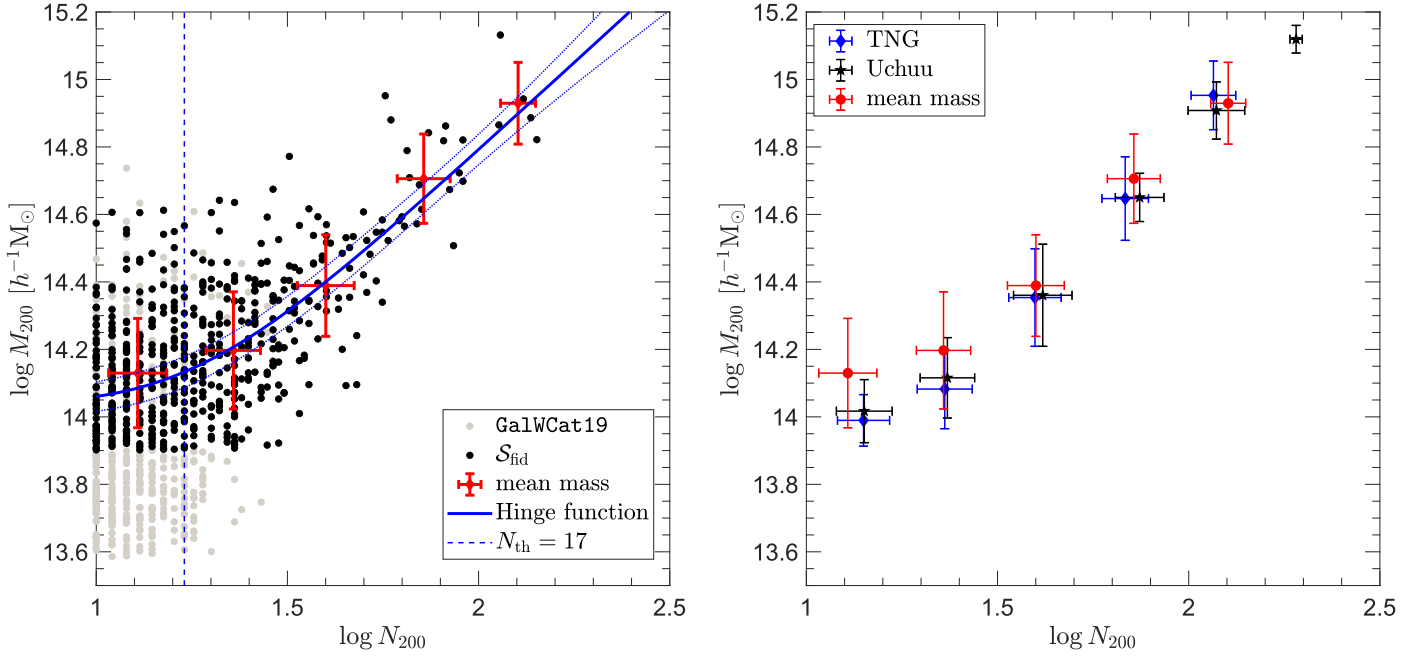 15.2
15
14.8
14.6
14.4
14.2
14
13.8
13.6
log M₂₀₀ [h⁻¹M☉]
GalWCat19
𝒮fid
mean mass
Hinge function
Nth = 17
1 1.5 2 2.5
log N₂₀₀
15.2
15
14.8
14.6
14.4
14.2
14
13.8
13.6
log M₂₀₀ [h⁻¹M☉]
TNG
Uchuu
mean mass
1 1.5 2 2.5
log N₂₀₀